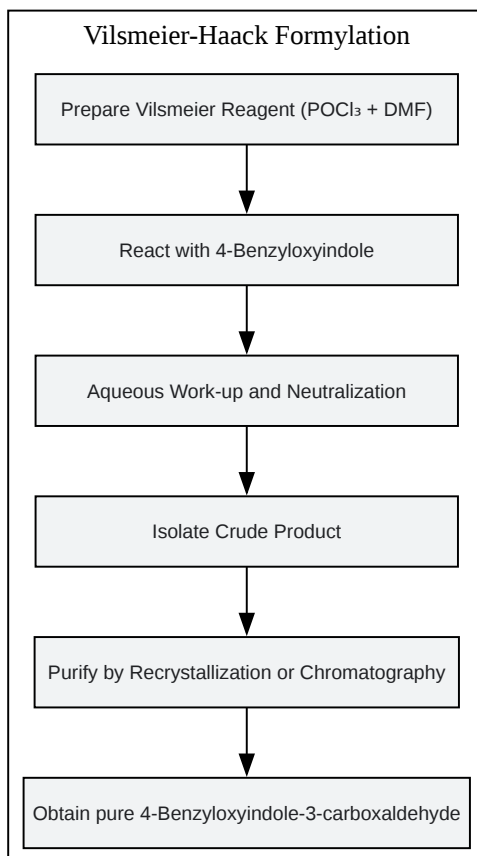 Vilsmeier-Haack Formylation
Prepare Vilsmeier Reagent (POCl₃ + DMF)
React with 4-Benzyloxyindole
Aqueous Work-up and Neutralization
Isolate Crude Product
Purify by Recrystallization or Chromatography
Obtain pure 4-Benzyloxyindole-3-carboxaldehyde